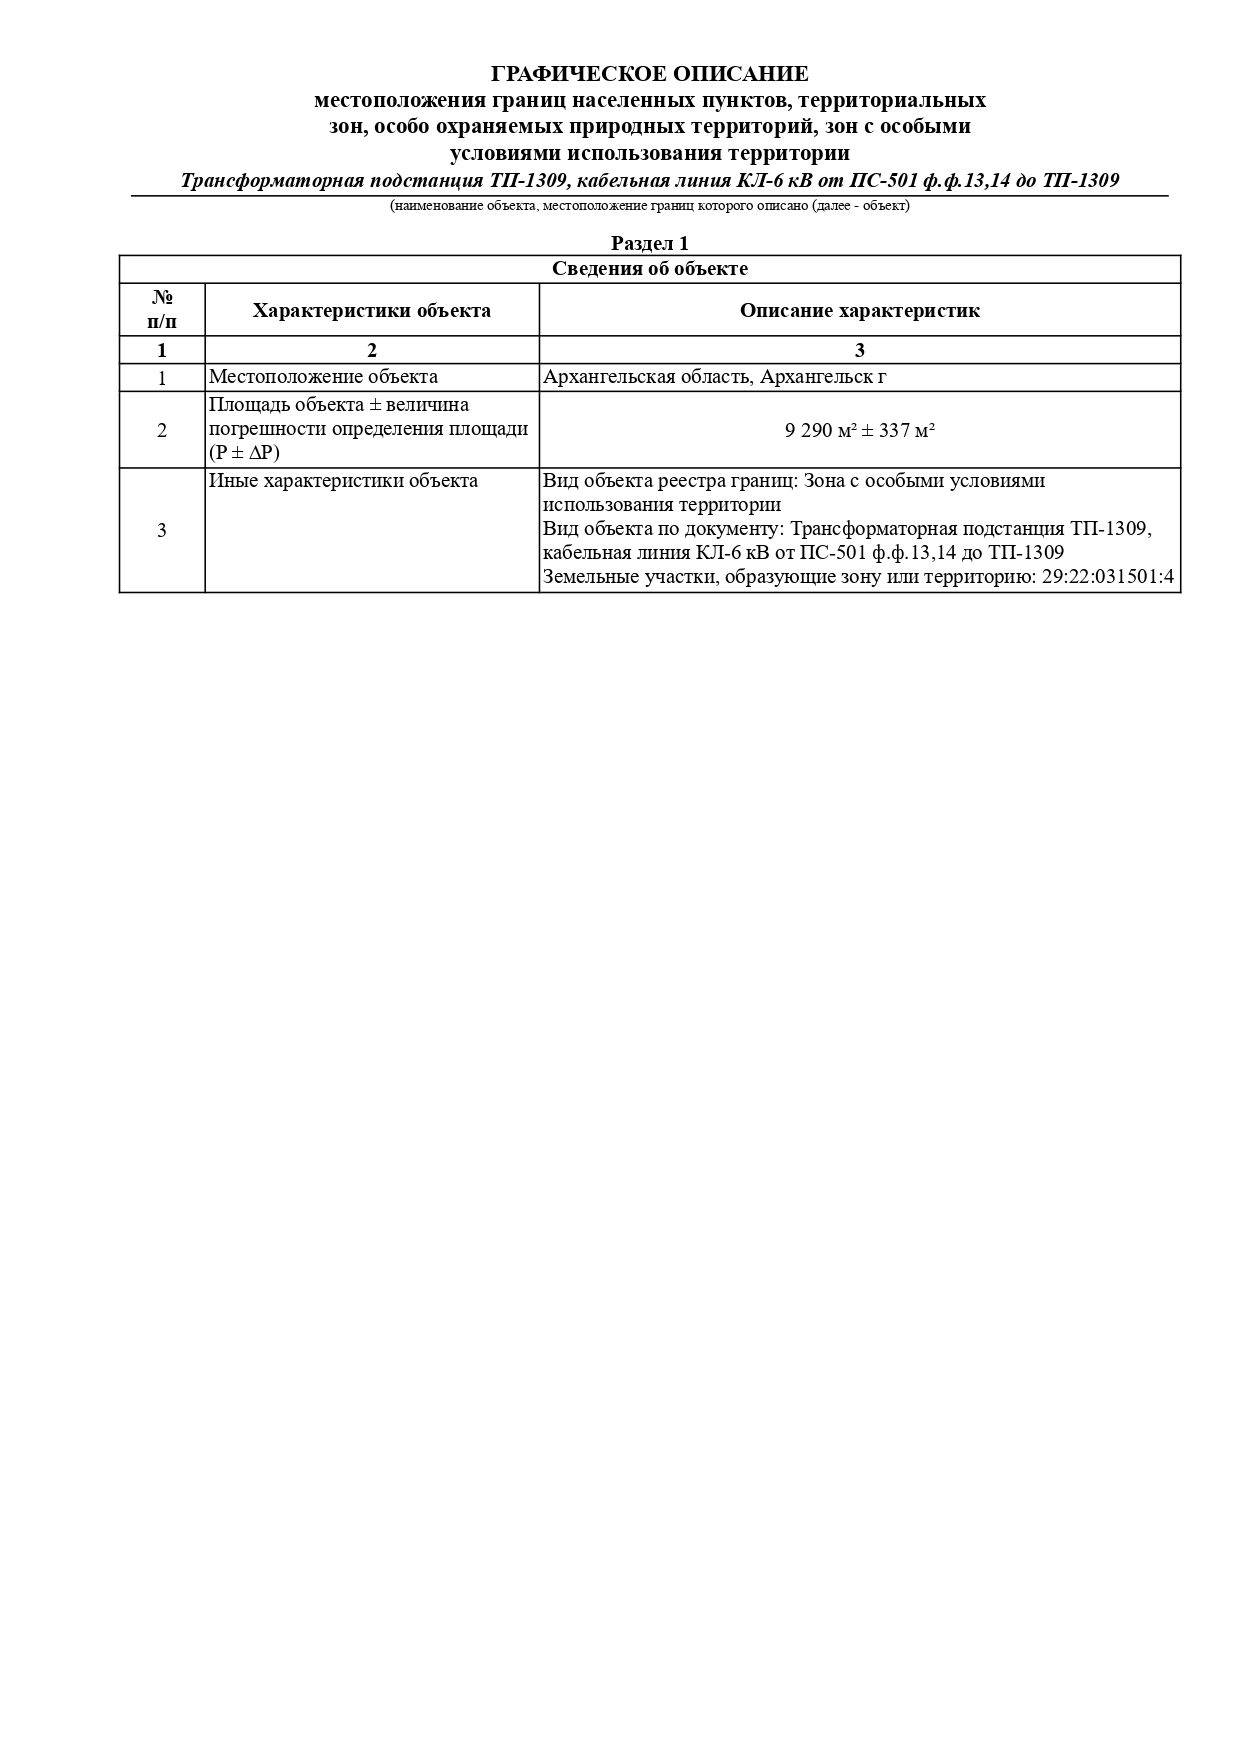 ГРАФИЧЕСКОЕ ОПИСАНИЕ
местоположения границ населенных пунктов, территориальных
зон, особо охраняемых природных территорий, зон с особыми
условиями использования территории
Трансформаторная подстанция ТП-1309, кабельная линия КЛ-6 кВ от ПС-501 ф.ф.13,14 до ТП-1309
(наименование объекта, местоположение границ которого описано (далее - объект)
Раздел 1
Сведения об объекте
№
п/п
Характеристики объекта
Описание характеристик
1
2
3
1
Местоположение объекта
Архангельская область, Архангельск г
2
Площадь объекта ± величина
погрешности определения площади
(P ± ∆P)
9 290 м² ± 337 м²
3
Иные характеристики объекта
Вид объекта реестра границ: Зона с особыми условиями
использования территории
Вид объекта по документу: Трансформаторная подстанция ТП-1309,
кабельная линия КЛ-6 кВ от ПС-501 ф.ф.13,14 до ТП-1309
Земельные участки, образующие зону или территорию: 29:22:031501:4